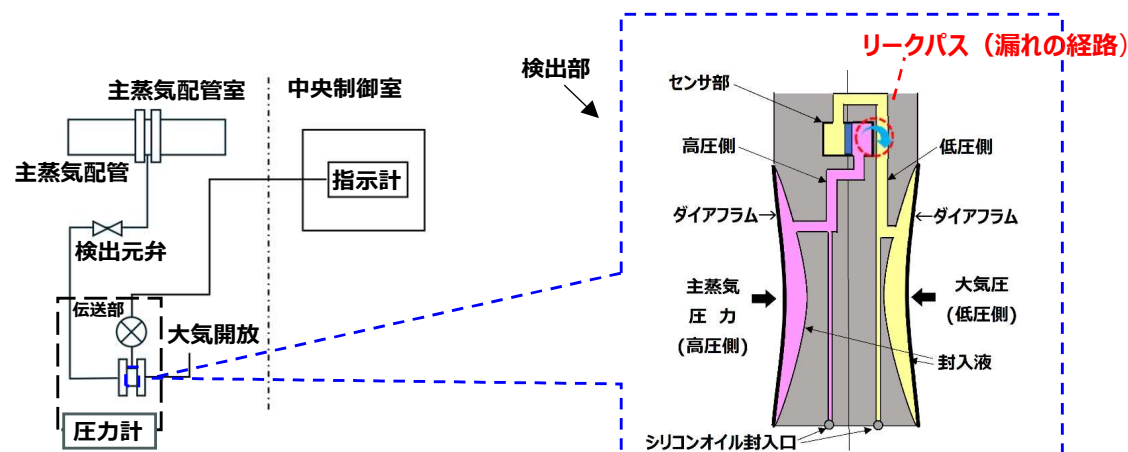 主蒸気配管室
中央制御室
主蒸気配管
指示計
検出元弁
伝送部
大気開放
圧力計
検出部
リークパス（漏れの経路）
センサ部
高圧側
低圧側
ダイアフラム
ダイアフラム
主蒸気
圧 力
(高圧側)
大気圧
(低圧側)
封入液
シリコンオイル封入口